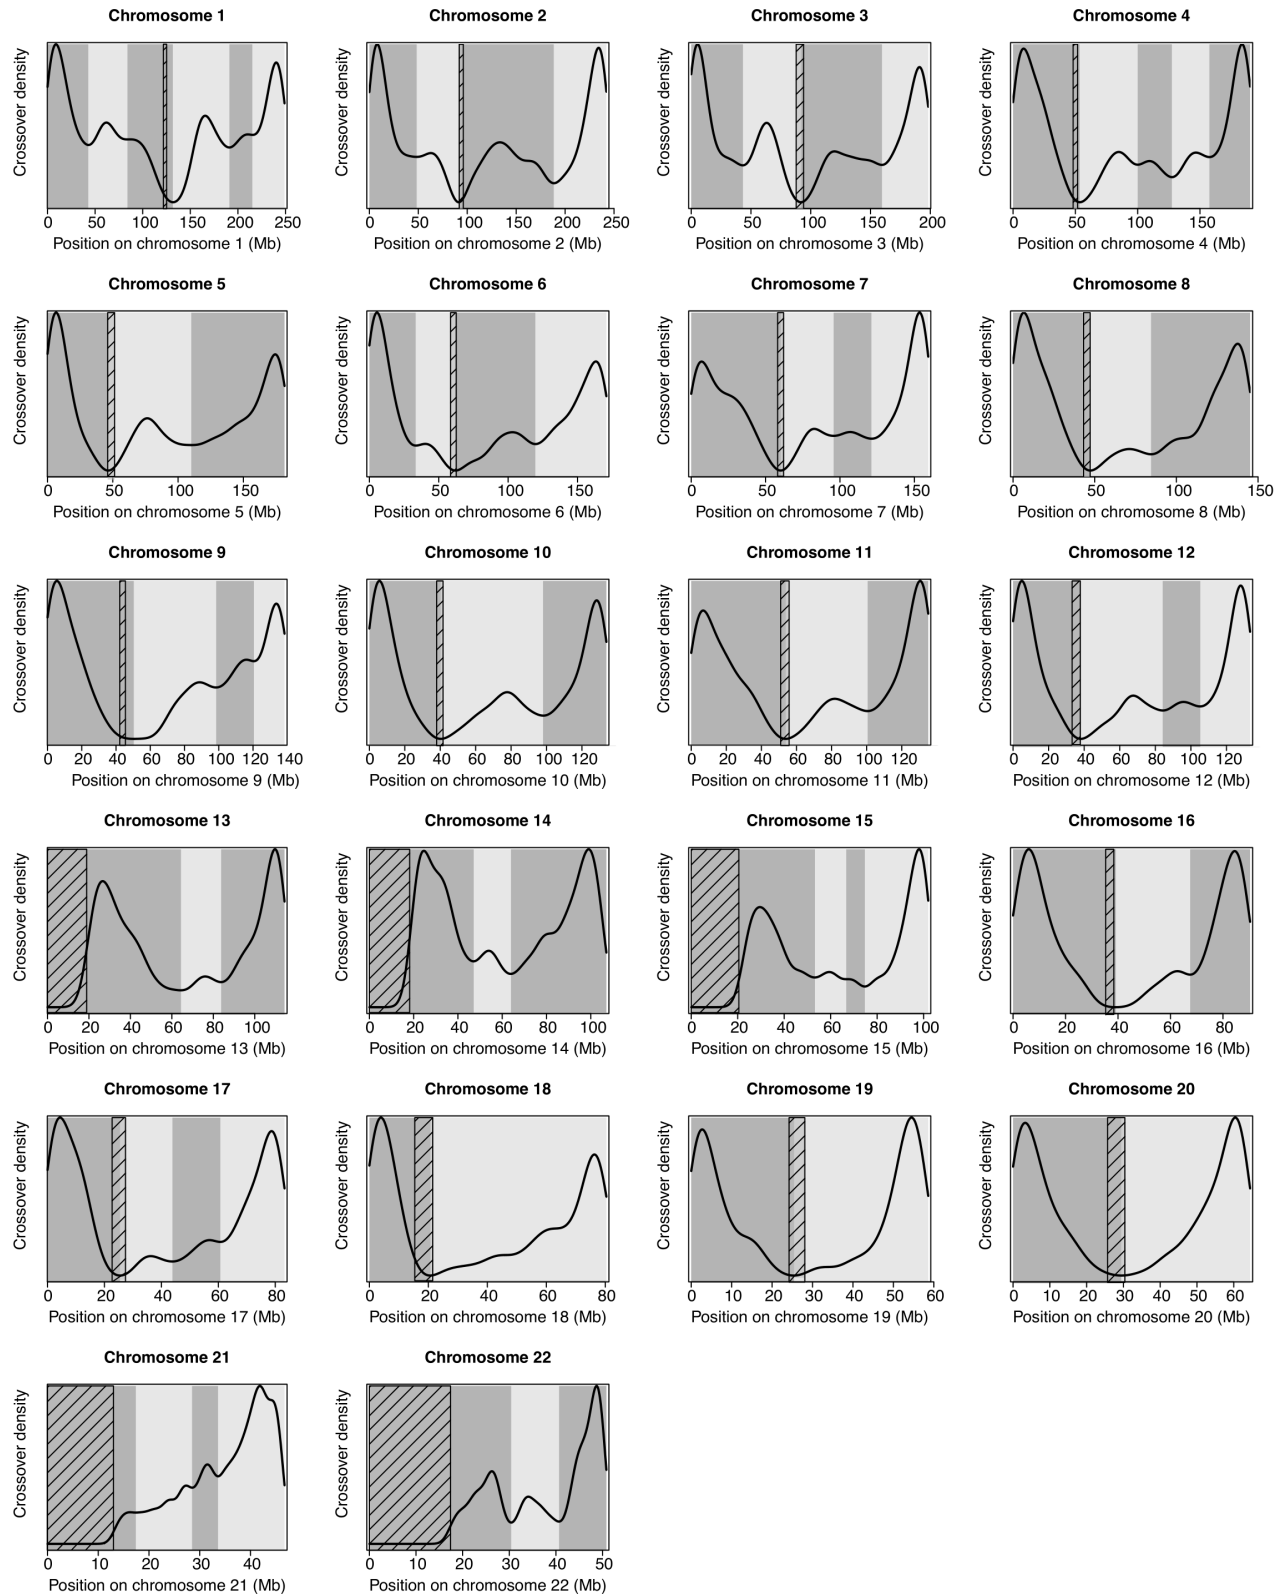 Chromosome 1
Crossover density
0 50 100 150 200 250
Position on chromosome 1 (Mb)
Chromosome 2
Crossover density
0 50 100 150 200 250
Position on chromosome 2 (Mb)
Chromosome 3
Crossover density
0 50 100 150 200
Position on chromosome 3 (Mb)
Chromosome 4
Crossover density
0 50 100 150
Position on chromosome 4 (Mb)
Chromosome 5
Crossover density
0 50 100 150
Position on chromosome 5 (Mb)
Chromosome 6
Crossover density
0 50 100 150
Position on chromosome 6 (Mb)
Chromosome 7
Crossover density
0 50 100 150
Position on chromosome 7 (Mb)
Chromosome 8
Crossover density
0 50 100 150
Position on chromosome 8 (Mb)
Chromosome 9
Crossover density
0 20 40 60 80 100 120 140
Position on chromosome 9 (Mb)
Chromosome 10
Crossover density
0 20 40 60 80 100 120
Position on chromosome 10 (Mb)
Chromosome 11
Crossover density
0 20 40 60 80 100 120
Position on chromosome 11 (Mb)
Chromosome 12
Crossover density
0 20 40 60 80 100 120
Position on chromosome 12 (Mb)
Chromosome 13
Crossover density
0 20 40 60 80 100
Position on chromosome 13 (Mb)
Chromosome 14
Crossover density
0 20 40 60 80 100
Position on chromosome 14 (Mb)
Chromosome 15
Crossover density
0 20 40 60 80 100
Position on chromosome 15 (Mb)
Chromosome 16
Crossover density
0 20 40 60 80
Position on chromosome 16 (Mb)
Chromosome 17
Crossover density
0 20 40 60 80
Position on chromosome 17 (Mb)
Chromosome 18
Crossover density
0 20 40 60 80
Position on chromosome 18 (Mb)
Chromosome 19
Crossover density
0 10 20 30 40 50 60
Position on chromosome 19 (Mb)
Chromosome 20
Crossover density
0 10 20 30 40 50 60
Position on chromosome 20 (Mb)
Chromosome 21
Crossover density
0 10 20 30 40
Position on chromosome 21 (Mb)
Chromosome 22
Crossover density
0 10 20 30 40 50
Position on chromosome 22 (Mb)